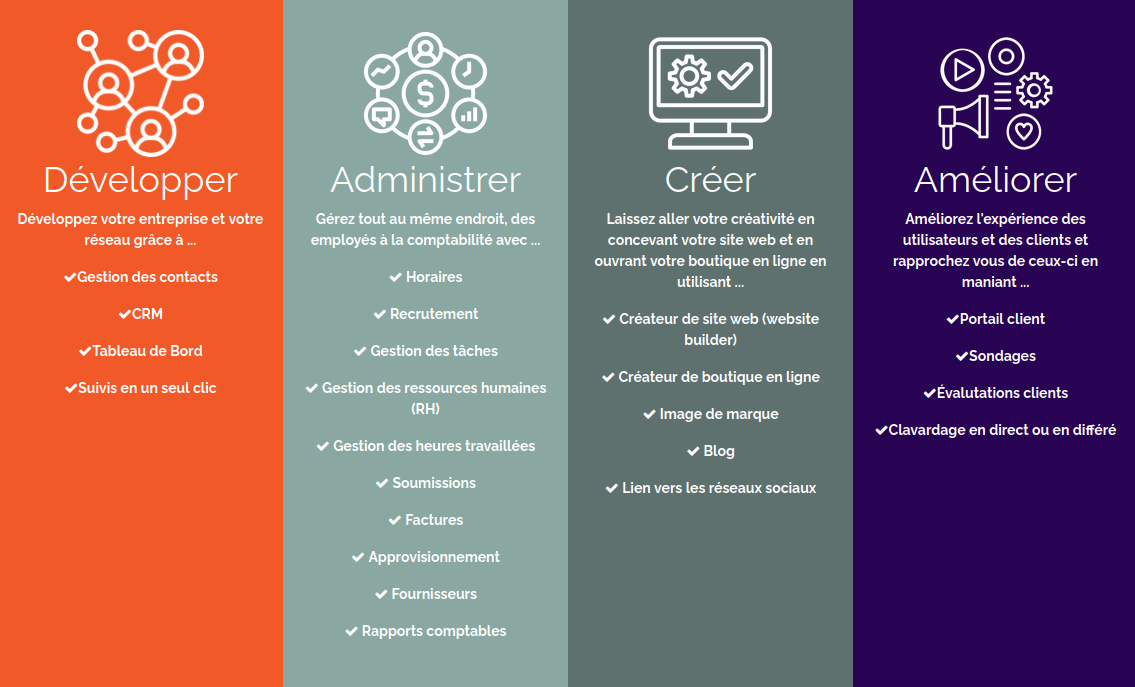 Développer
Développez votre entreprise et votre
réseau grâce à ...
✔Gestion des contacts
✔CRM
✔Tableau de Bord
✔Suivis en un seul clic
Administrer
Gérez tout au même endroit, des
employés à la comptabilité avec ...
✔ Horaires
✔ Recrutement
✔ Gestion des tâches
✔ Gestion des ressources humaines
(RH)
✔ Gestion des heures travaillées
✔ Soumissions
✔ Factures
✔ Approvisionnement
✔ Fournisseurs
✔ Rapports comptables
Créer
Laissez aller votre créativité en
concevant votre site web et en
ouvrant votre boutique en ligne en
utilisant ...
✔ Créateur de site web (website
builder)
✔ Créateur de boutique en ligne
✔ Image de marque
✔ Blog
✔ Lien vers les réseaux sociaux
Améliorer
Améliorez l'expérience des
utilisateurs et des clients et
rapprochez vous de ceux-ci en
maniant ...
✔Portail client
✔Sondages
✔Évalutations clients
✔Clavardage en direct ou en différé